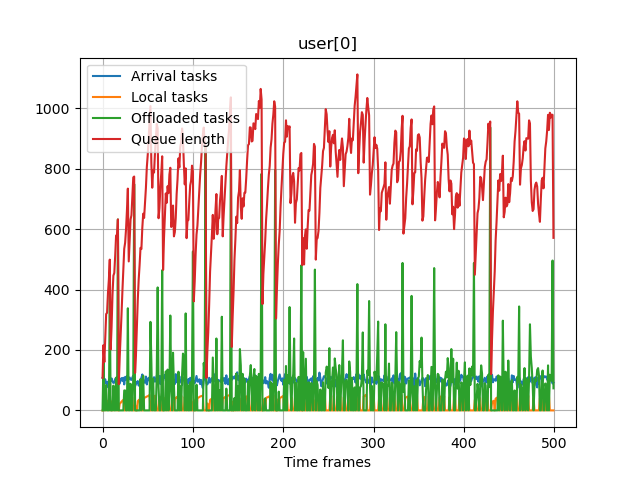 user[0]
Arrival tasks
Local tasks
Offloaded tasks
Queue length
1000
800
600
400
200
0
0 100 200 300 400 500
Time frames